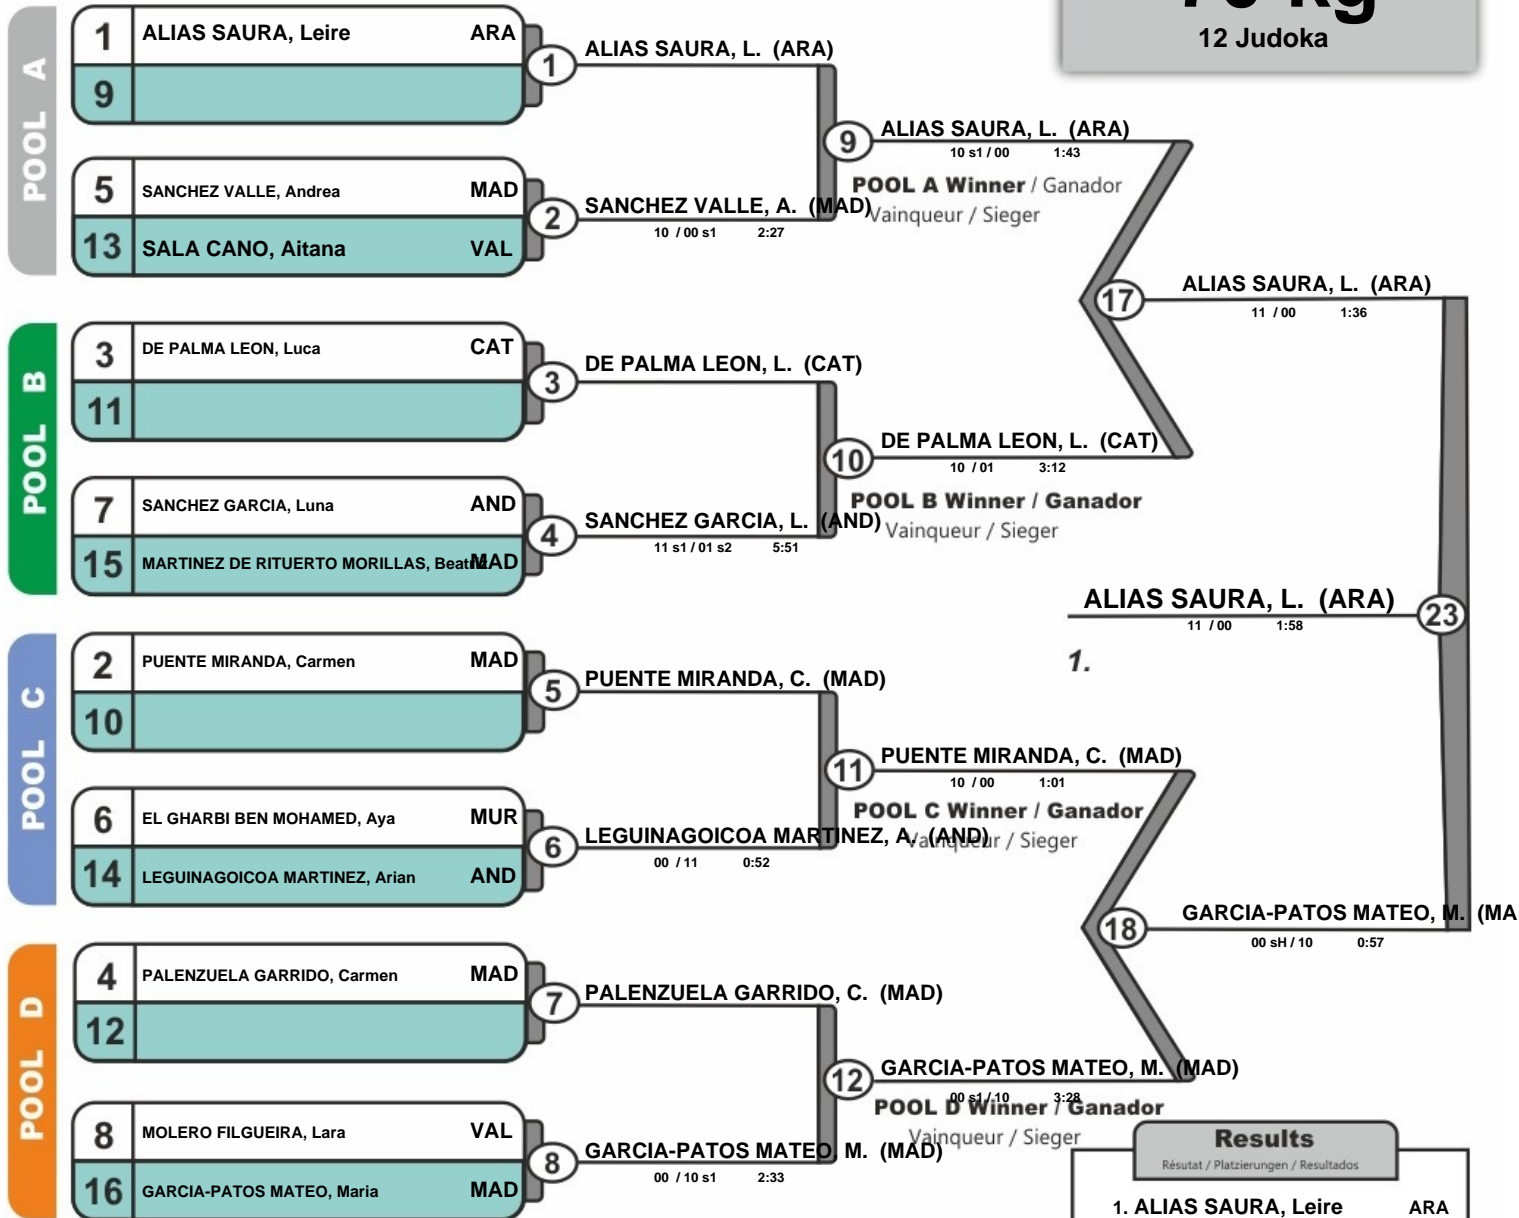 70 kg
12 Judoka
POOL A
1 ALIAS SAURA, Leire ARA
9
5 SANCHEZ VALLE, Andrea MAD
13 SALA CANO, Aitana VAL
1 ALIAS SAURA, L. (ARA)
2 SANCHEZ VALLE, A. (MAD)
10 / 00 s1 2:27
9 ALIAS SAURA, L. (ARA)
10 s1 / 00 1:43
POOL A Winner / Ganador
Vainqueur / Sieger
POOL B
3 DE PALMA LEON, Luca CAT
11
7 SANCHEZ GARCIA, Luna AND
15 MARTINEZ DE RITUERTO MORILLAS, Beatriz MAD
3 DE PALMA LEON, L. (CAT)
4 SANCHEZ GARCIA, L. (AND)
11 s1 / 01 s2 5:51
10 DE PALMA LEON, L. (CAT)
10 / 01 3:12
POOL B Winner / Ganador
Vainqueur / Sieger
17 ALIAS SAURA, L. (ARA)
11 / 00 1:36
ALIAS SAURA, L. (ARA) 23
11 / 00 1:58
1.
POOL C
2 PUENTE MIRANDA, Carmen MAD
10
6 EL GHARBI BEN MOHAMED, Aya MUR
14 LEGUINAGOICOA MARTINEZ, Arian AND
5 PUENTE MIRANDA, C. (MAD)
6 LEGUINAGOICOA MARTINEZ, A. (AND)
00 / 11 0:52
11 PUENTE MIRANDA, C. (MAD)
10 / 00 1:01
POOL C Winner / Ganador
Vainqueur / Sieger
POOL D
4 PALENZUELA GARRIDO, Carmen MAD
12
8 MOLERO FILGUEIRA, Lara VAL
16 GARCIA-PATOS MATEO, Maria MAD
7 PALENZUELA GARRIDO, C. (MAD)
8 GARCIA-PATOS MATEO, M. (MAD)
00 / 10 s1 2:33
12 GARCIA-PATOS MATEO, M. (MAD)
00 s1 / 10 3:28
POOL D Winner / Ganador
Vainqueur / Sieger
18 GARCIA-PATOS MATEO, M. (MA
00 sH / 10 0:57
Results
Résutat / Platzierungen / Resultados
1. ALIAS SAURA, Leire ARA